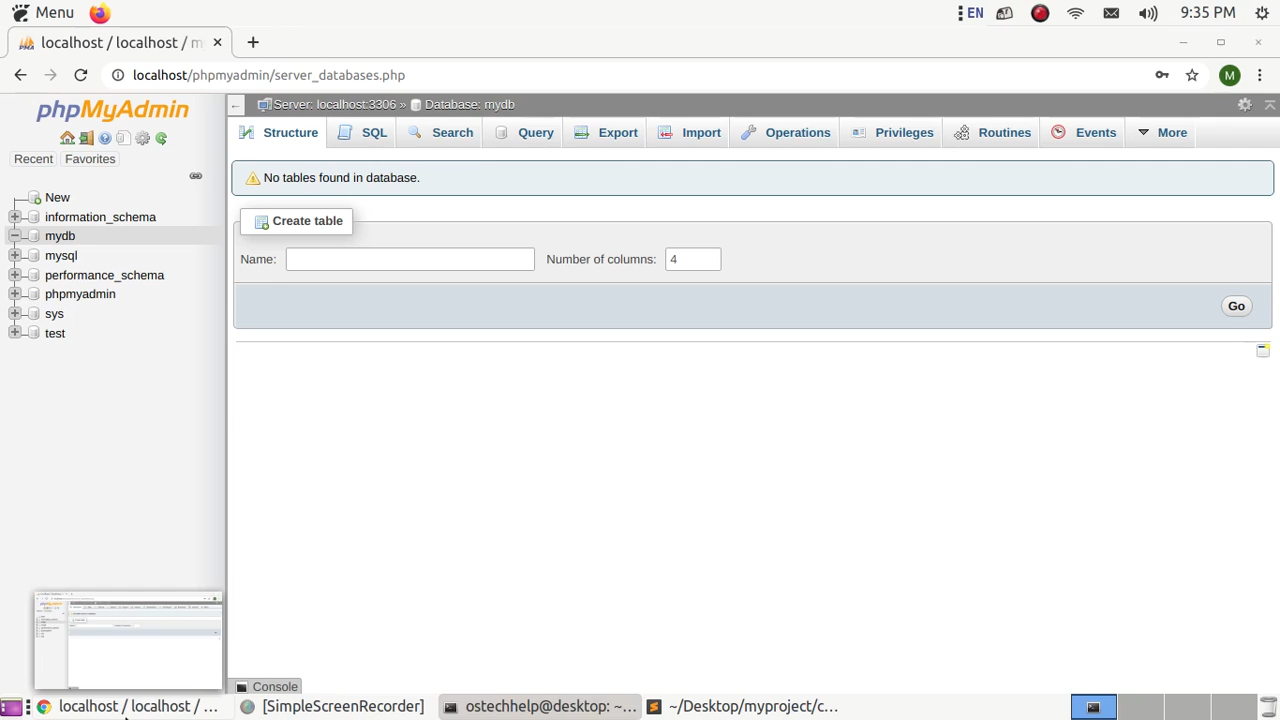 Menu
EN
9:35 PM
localhost / localhost / m
localhost/phpmyadmin/server_databases.php
M
phpMyAdmin
Recent
Favorites
New
information_schema
mydb
mysql
performance_schema
phpmyadmin
sys
test
Server: localhost:3306 » Database: mydb
Structure
SQL
Search
Query
Export
Import
Operations
Privileges
Routines
Events
More
No tables found in database.
Create table
Name:
Number of columns: 4
Go
Console
localhost / localhost / ...
[SimpleScreenRecorder]
ostechhelp@desktop: ~...
~/Desktop/myproject/c...